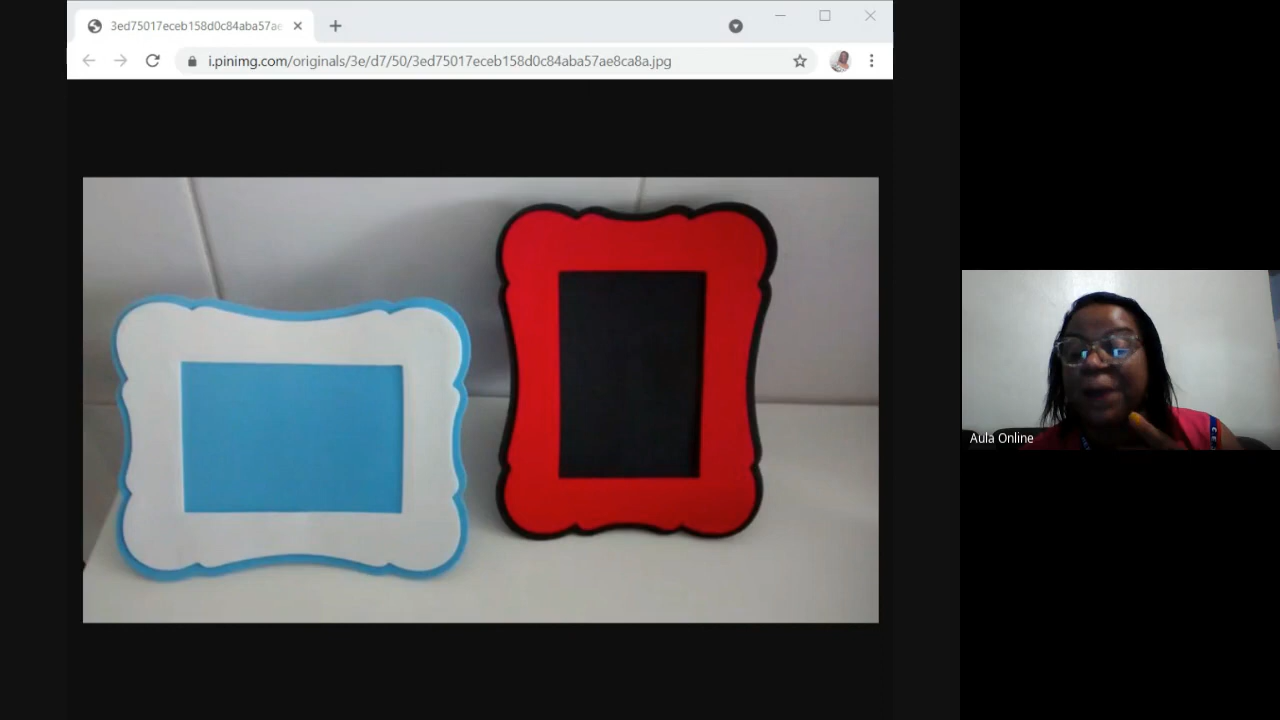 3ed75017eceb158d0c84aba57ae
i.pinimg.com/originals/3e/d7/50/3ed75017eceb158d0c84aba57ae8ca8a.jpg
Aula Online